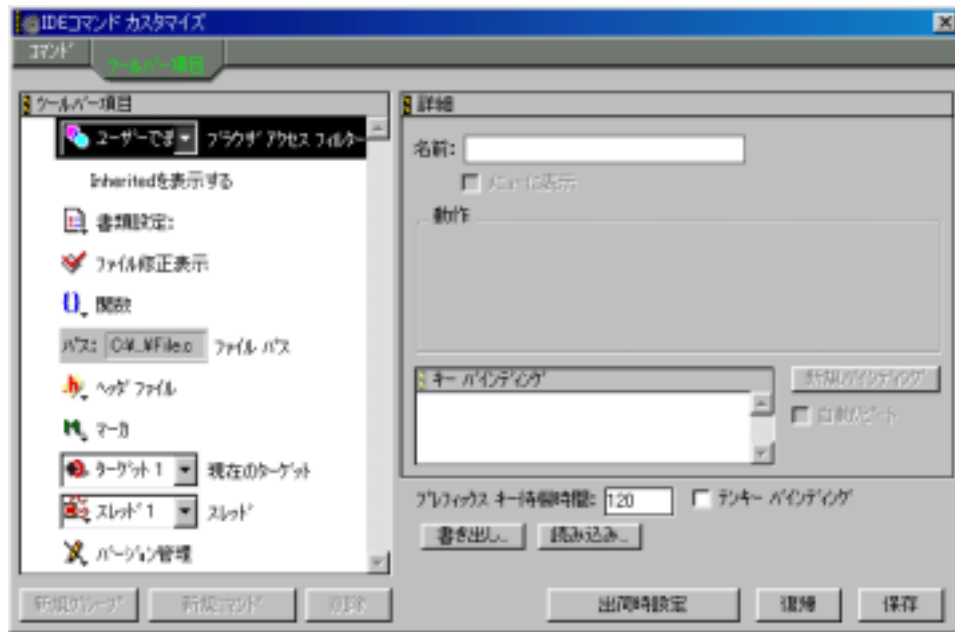 IDEコマンド カスタマイズ
コマンド
ツールバー項目
ツールバー項目
ユーザーでま ブラウザ アクセス フィルター
Inheritedを表示する
書類設定:
ファイル修正表示
関数
パス: C:¥..¥File.c ファイル パス
ヘッダ ファイル
マーカ
ターゲット 1 現在のターゲット
スレッド 1 スレッド
バージョン管理
新規グループ
新規コマンド
削除
詳細
名前:
メニューに表示
動作
キー バインディング
新規バインディング
自動リピート
プレフィックス キー待機時間: 120
テンキー バインディング
書き出し...
読み込み...
出荷時設定
復帰
保存